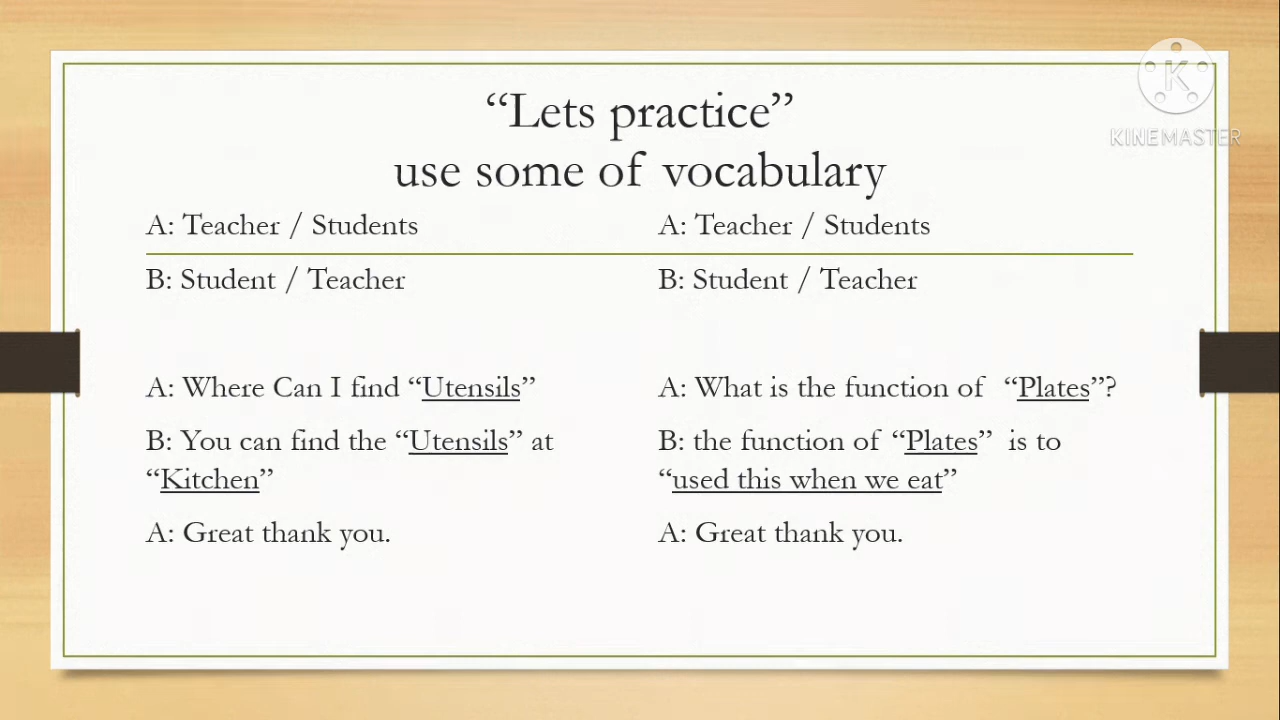 “Lets practice”
use some of vocabulary
KINEMASTER
A: Teacher / Students
B: Student / Teacher
A: Where Can I find “Utensils”
B: You can find the “Utensils” at
“Kitchen”
A: Great thank you.
A: Teacher / Students
B: Student / Teacher
A: What is the function of “Plates”?
B: the function of “Plates” is to
“used this when we eat”
A: Great thank you.